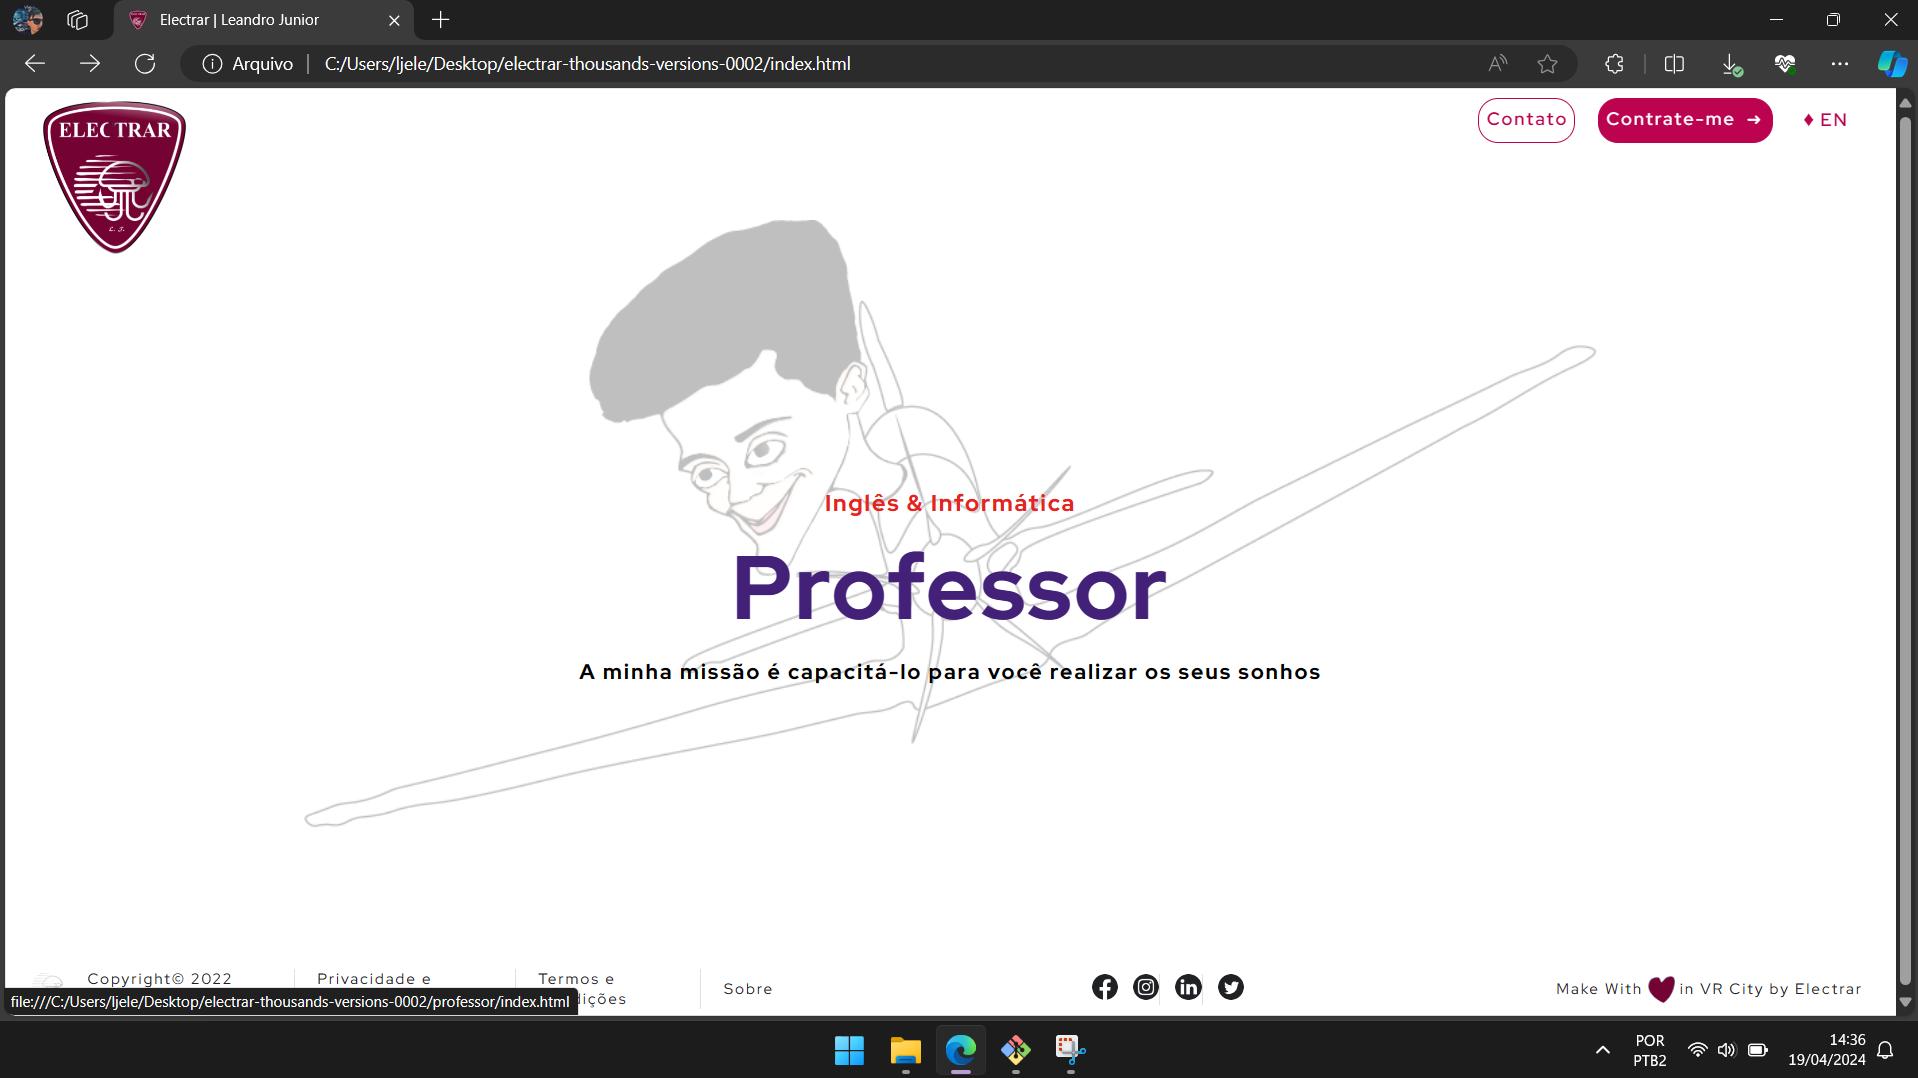 Electrar | Leandro Junior
Arquivo
C:/Users/ljele/Desktop/electrar-thousands-versions-0002/index.html
ELECTRAR
L. J.
Contato
Contrate-me ➜
♦ EN
Inglês & Informática
Professor
A minha missão é capacitá-lo para você realizar os seus sonhos
Copyright© 2022
Privacidade e
Termos e
dições
Sobre
Make With
in VR City by Electrar
file:///C:/Users/ljele/Desktop/electrar-thousands-versions-0002/professor/index.html
POR
PTB2
14:36
19/04/2024